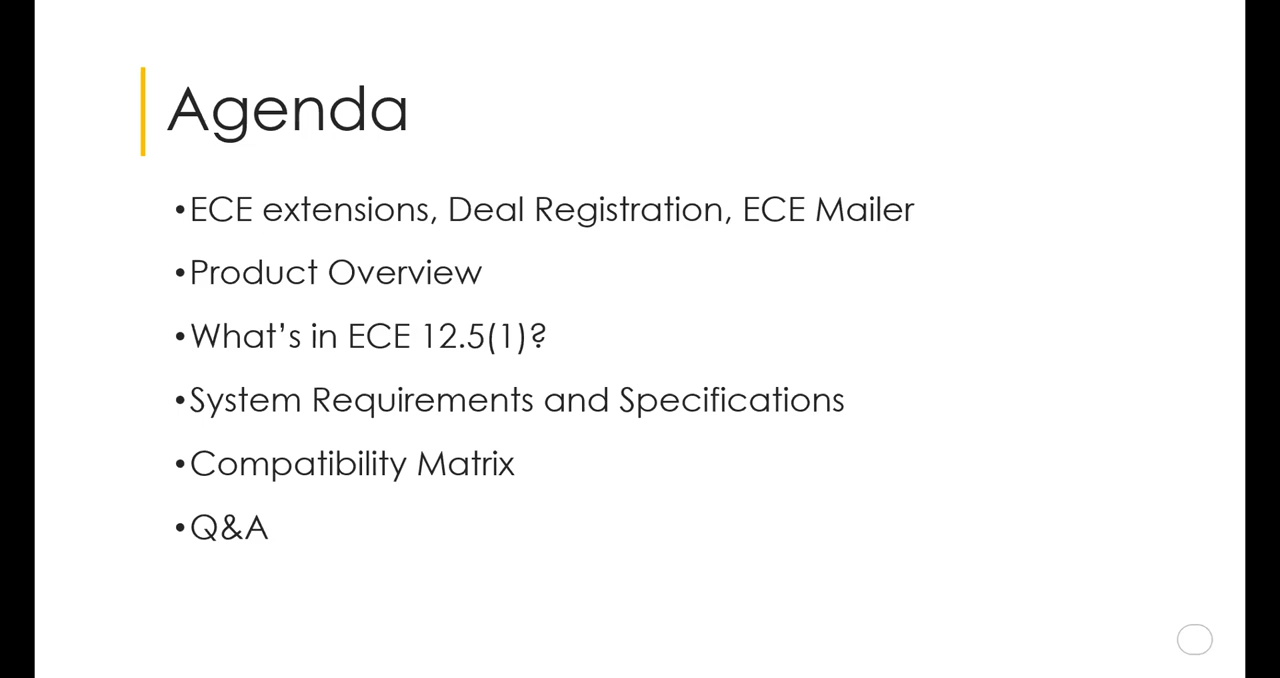 Agenda
•ECE extensions, Deal Registration, ECE Mailer
•Product Overview
•What’s in ECE 12.5(1)?
•System Requirements and Specifications
•Compatibility Matrix
•Q&A